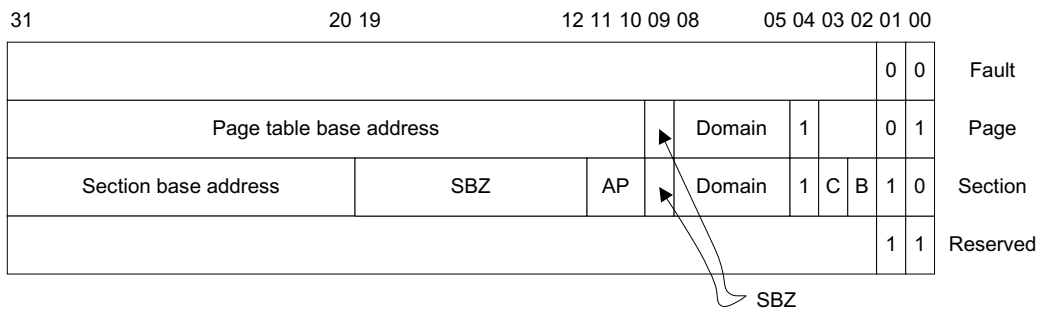 31 20 19 12 11 10 09 08 05 04 03 02 01 00
0 0 Fault
Page table base address Domain 1 0 1 Page
Section base address SBZ AP Domain 1 C B 1 0 Section
1 1 Reserved
SBZ